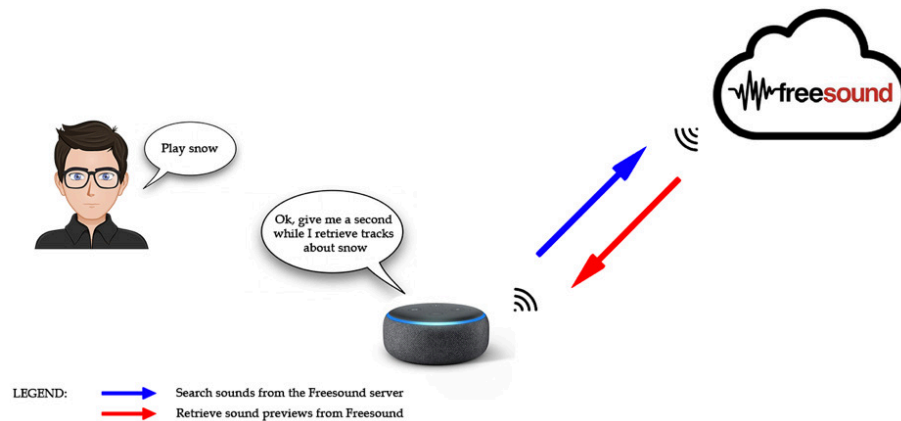 freesound
Play snow
Ok, give me a second
while I retrieve tracks
about snow
LEGEND:
Search sounds from the Freesound server
Retrieve sound previews from Freesound